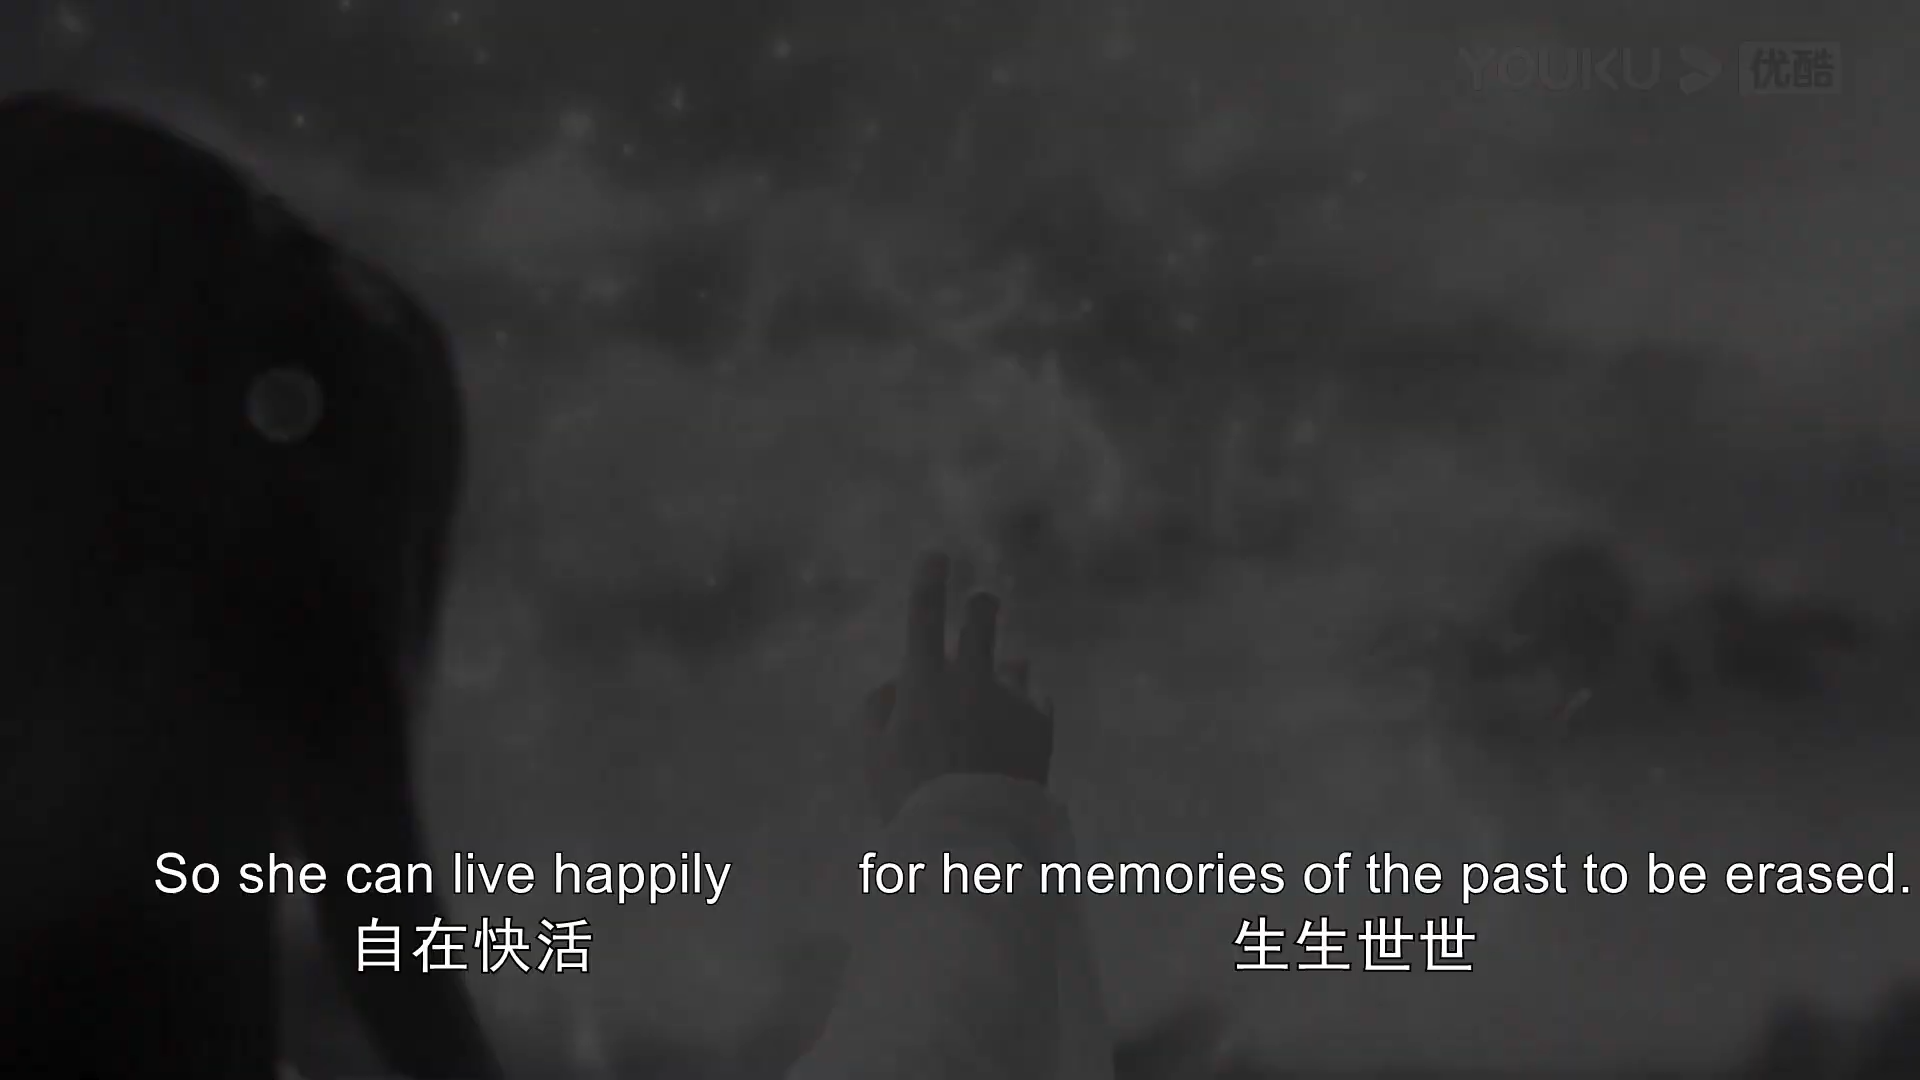 YOUKU 优酷
So she can live happily for her memories of the past to be erased.
自在快活 生生世世